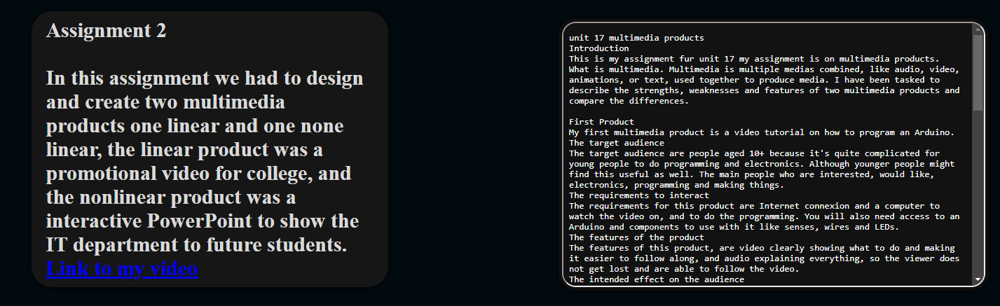 Assignment 2
In this assignment we had to design
and create two multimedia
products one linear and one none
linear, the linear product was a
promotional video for college, and
the nonlinear product was a
interactive PowerPoint to show the
IT department to future students.
Link to my video
unit 17 multimedia products
Introduction
This is my assignment fur unit 17 my assignment is on multimedia products.
What is multimedia. Multimedia is multiple medias combined, like audio, video,
animations, or text, used together to produce media. I have been tasked to
describe the strengths, weaknesses and features of two multimedia products and
compare the differences.
First Product
My first multimedia product is a video tutorial on how to program an Arduino.
The target audience
The target audience are people aged 10+ because it's quite complicated for
young people to do programming and electronics. Although younger people might
find this useful as well. The main people who are interested, would like,
electronics, programming and making things.
The requirements to interact
The requirements for this product are Internet connexion and a computer to
watch the video on, and to do the programming. You will also need access to an
Arduino and components to use with it like senses, wires and LEDs.
The features of the product
The features of this product, are video clearly showing what to do and making
it easier to follow along, and audio explaining everything, so the viewer does
not get lost and are able to follow the video.
The intended effect on the audience